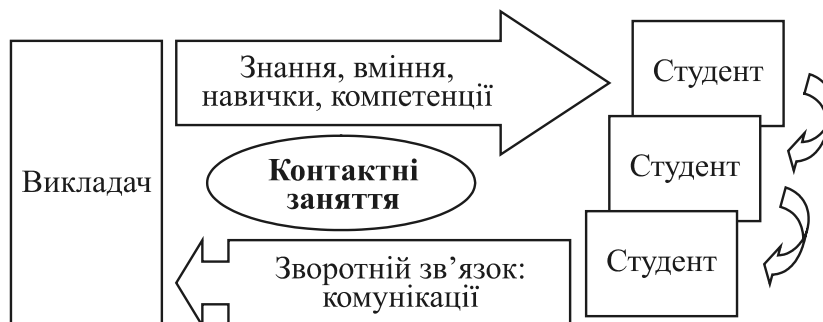 Викладач
Знання, вміння,
навички, компетенції
Контактні
заняття
Зворотній зв’язок:
комунікації
Студент
Студент
Студент